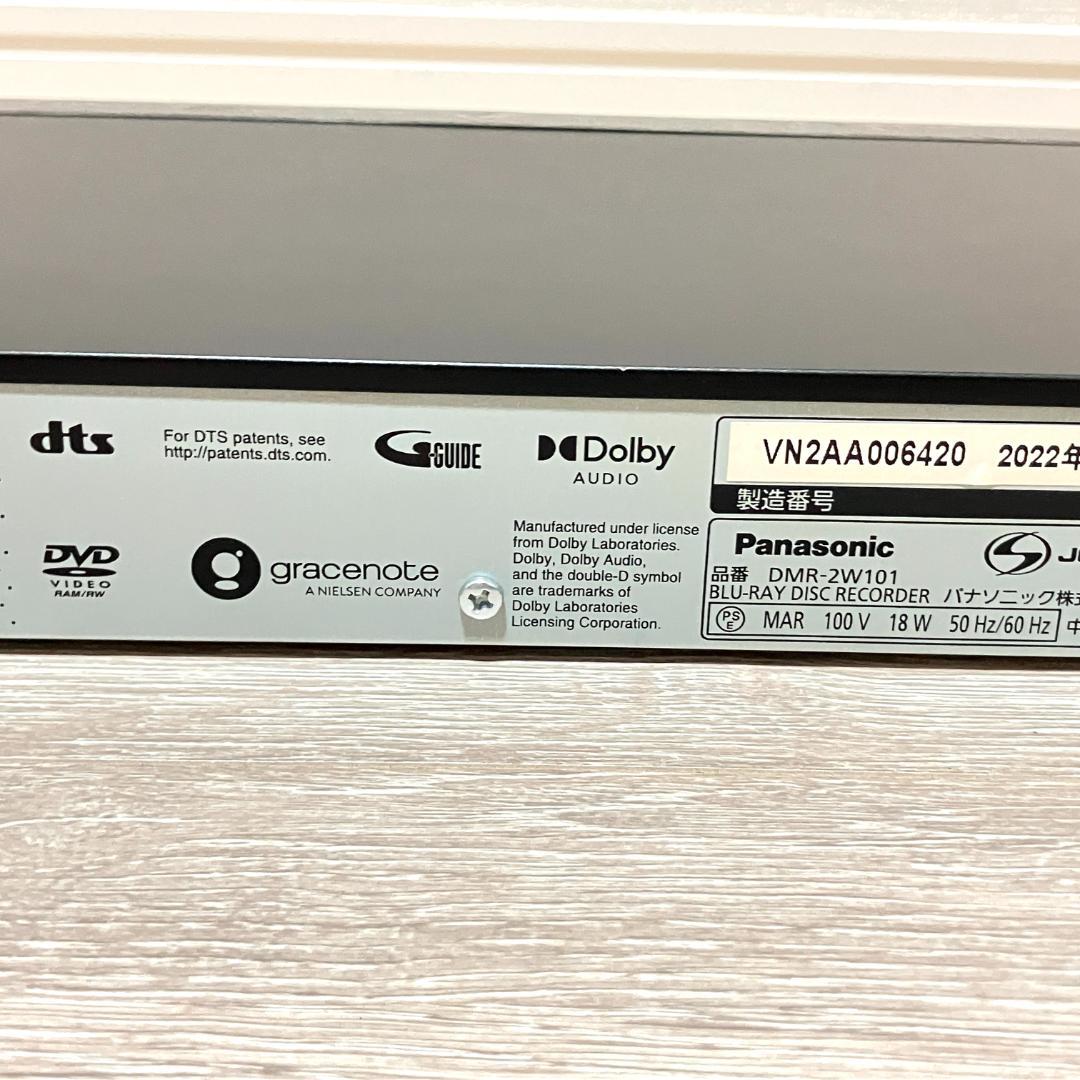 dts
For DTS patents, see
http://patents.dts.com.
G-GUIDE
Dolby
AUDIO
VN2AA006420 2022年
製造番号
DVD
VIDEO
RAM/RW
gracenote
A NIELSEN COMPANY
Manufactured under license
from Dolby Laboratories.
Dolby, Dolby Audio,
and the double-D symbol
are trademarks of
Dolby Laboratories
Licensing Corporation.
Panasonic
品番 DMR-2W101
BLU-RAY DISC RECORDER パナソニック株
PSE MAR 100 V 18 W 50 Hz/60 Hz 中